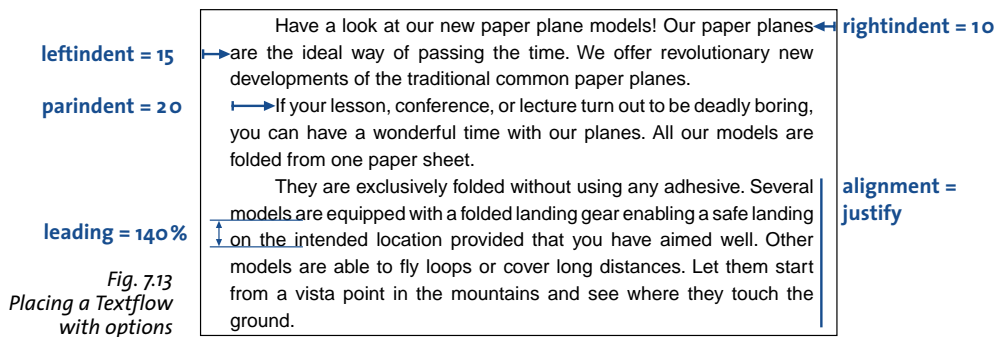 Have a look at our new paper plane models! Our paper planes
rightindent = 10
leftindent = 15
are the ideal way of passing the time. We offer revolutionary new
developments of the traditional common paper planes.
parindent = 20
If your lesson, conference, or lecture turn out to be deadly boring,
you can have a wonderful time with our planes. All our models are
folded from one paper sheet.
They are exclusively folded without using any adhesive. Several
alignment =
justify
models are equipped with a folded landing gear enabling a safe landing
leading = 140%
on the intended location provided that you have aimed well. Other
models are able to fly loops or cover long distances. Let them start
from a vista point in the mountains and see where they touch the
ground.
Fig. 7.13
Placing a Textflow
with options